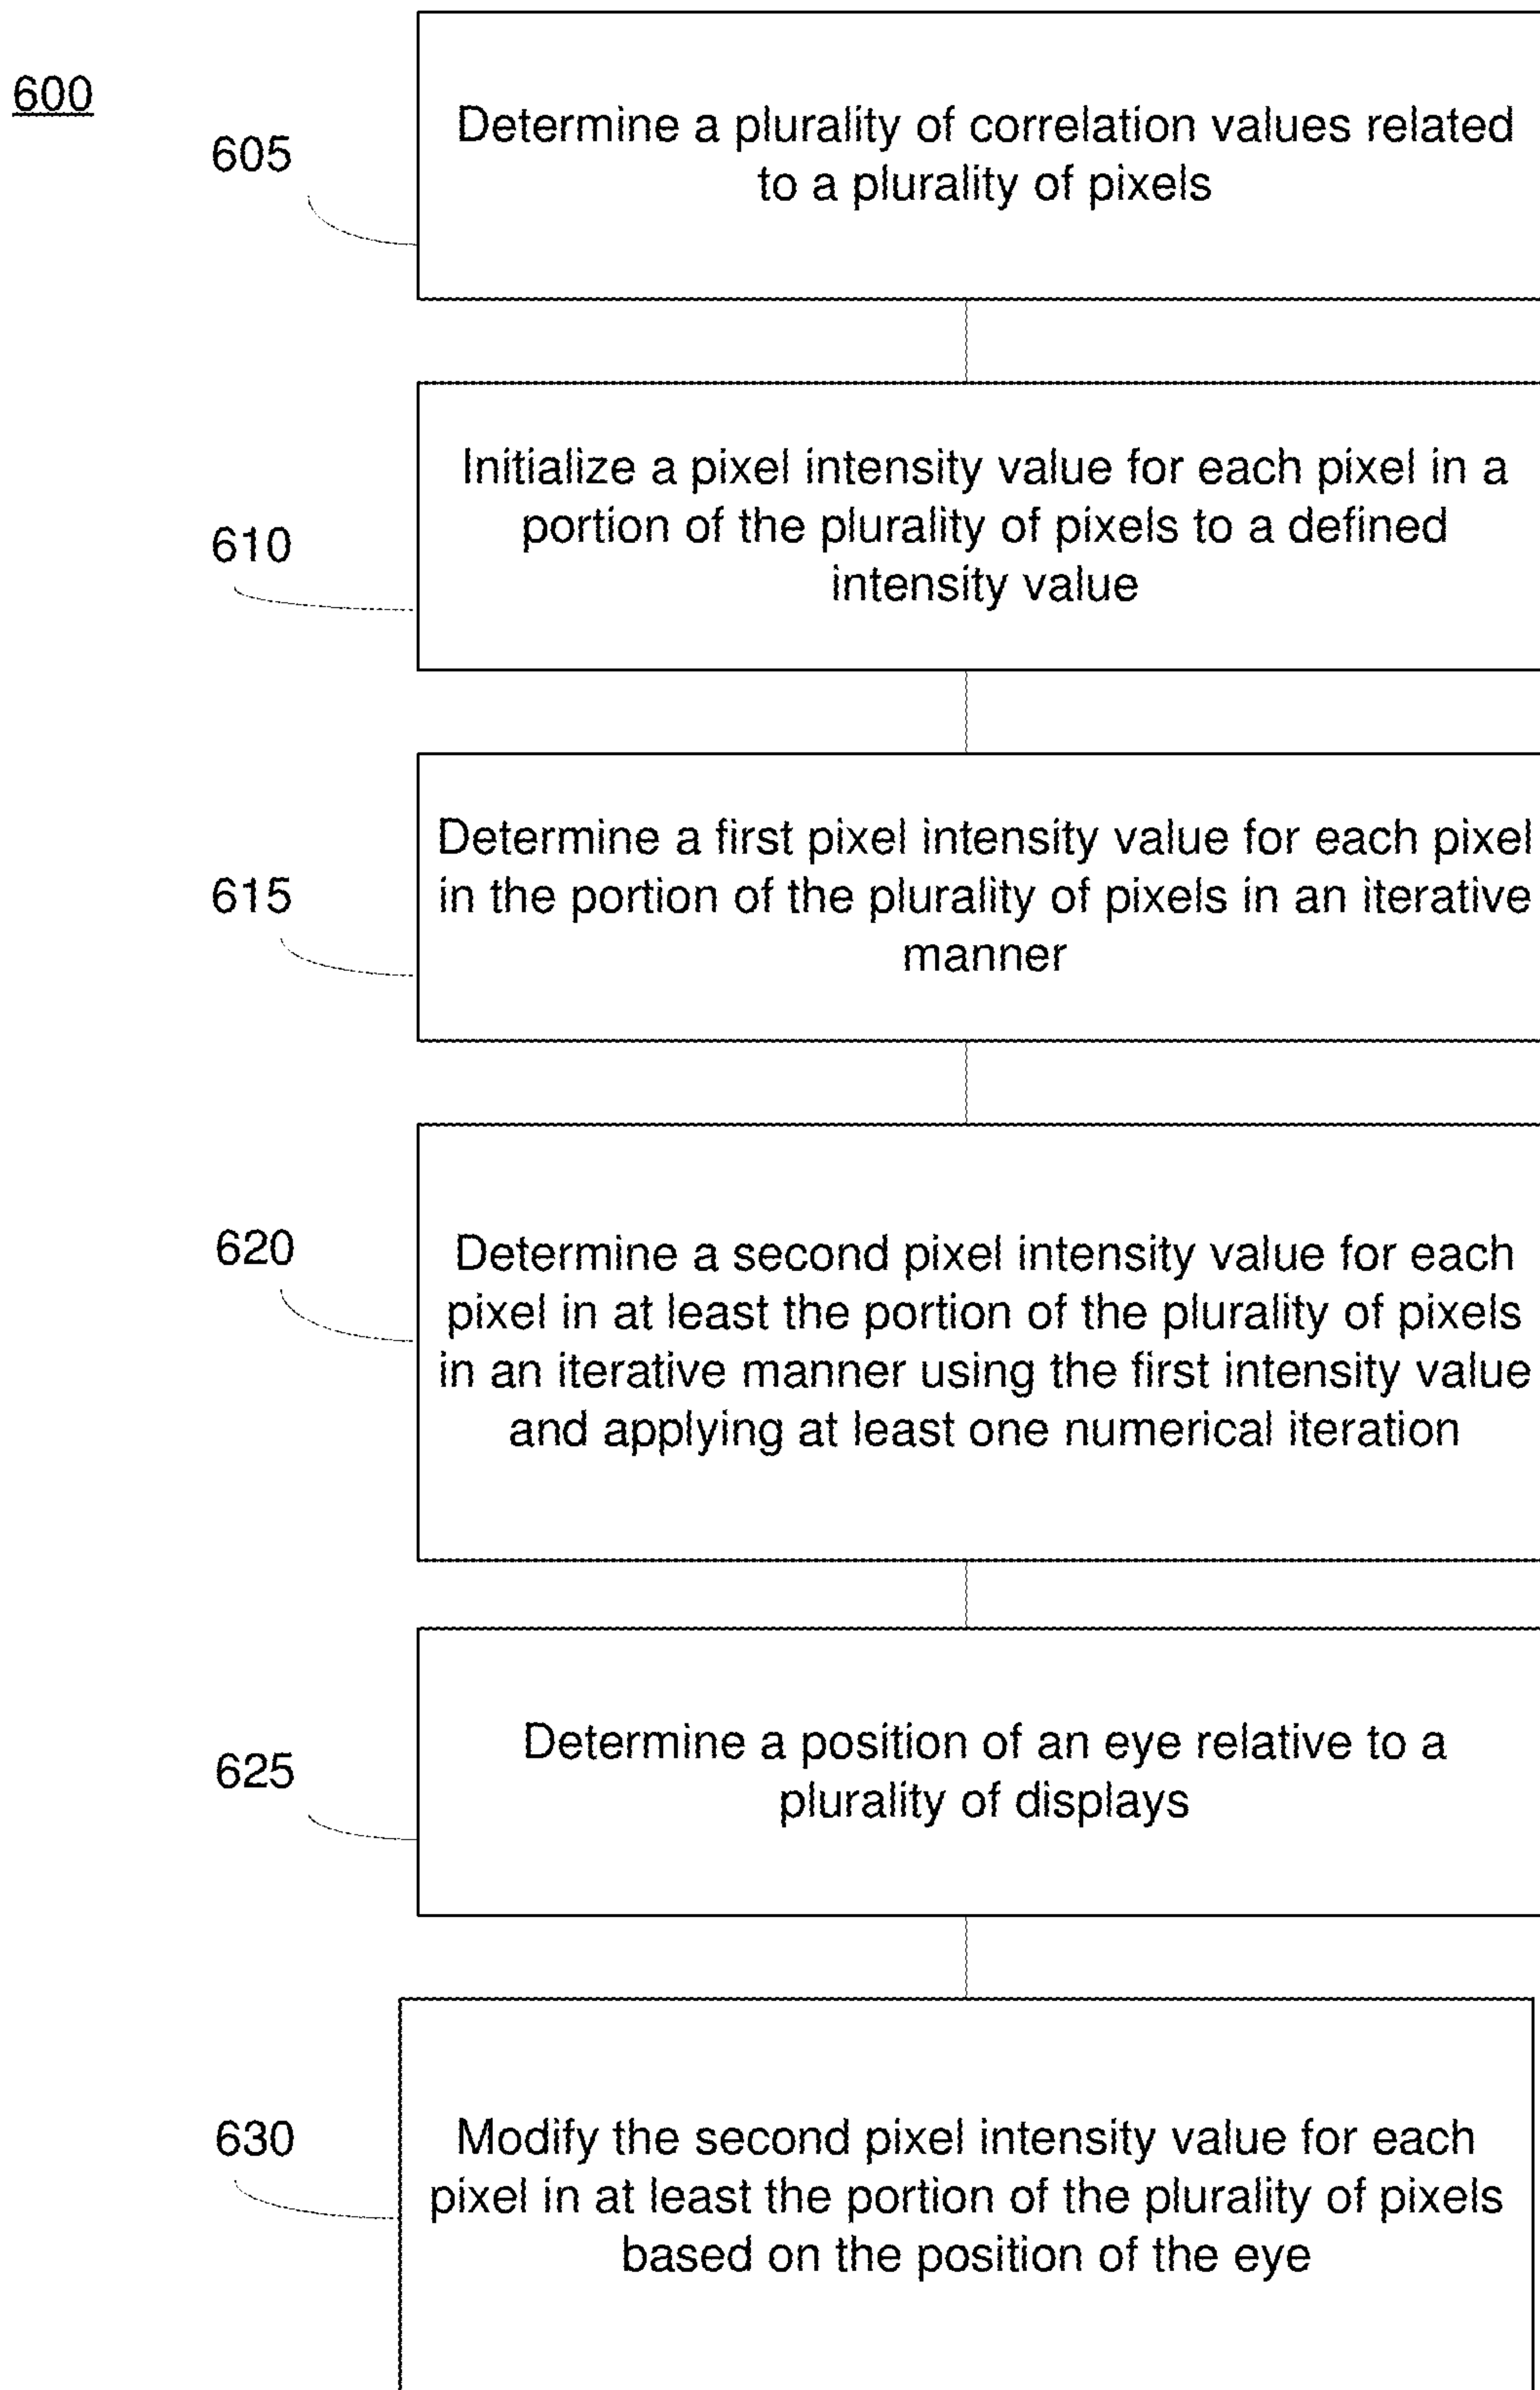 600
605
Determine a plurality of correlation values related
to a plurality of pixels
610
Initialize a pixel intensity value for each pixel in a
portion of the plurality of pixels to a defined
intensity value
615
Determine a first pixel intensity value for each pixel
in the portion of the plurality of pixels in an iterative
manner
620
Determine a second pixel intensity value for each
pixel in at least the portion of the plurality of pixels
in an iterative manner using the first intensity value
and applying at least one numerical iteration
625
Determine a position of an eye relative to a
plurality of displays
630
Modify the second pixel intensity value for each
pixel in at least the portion of the plurality of pixels
based on the position of the eye